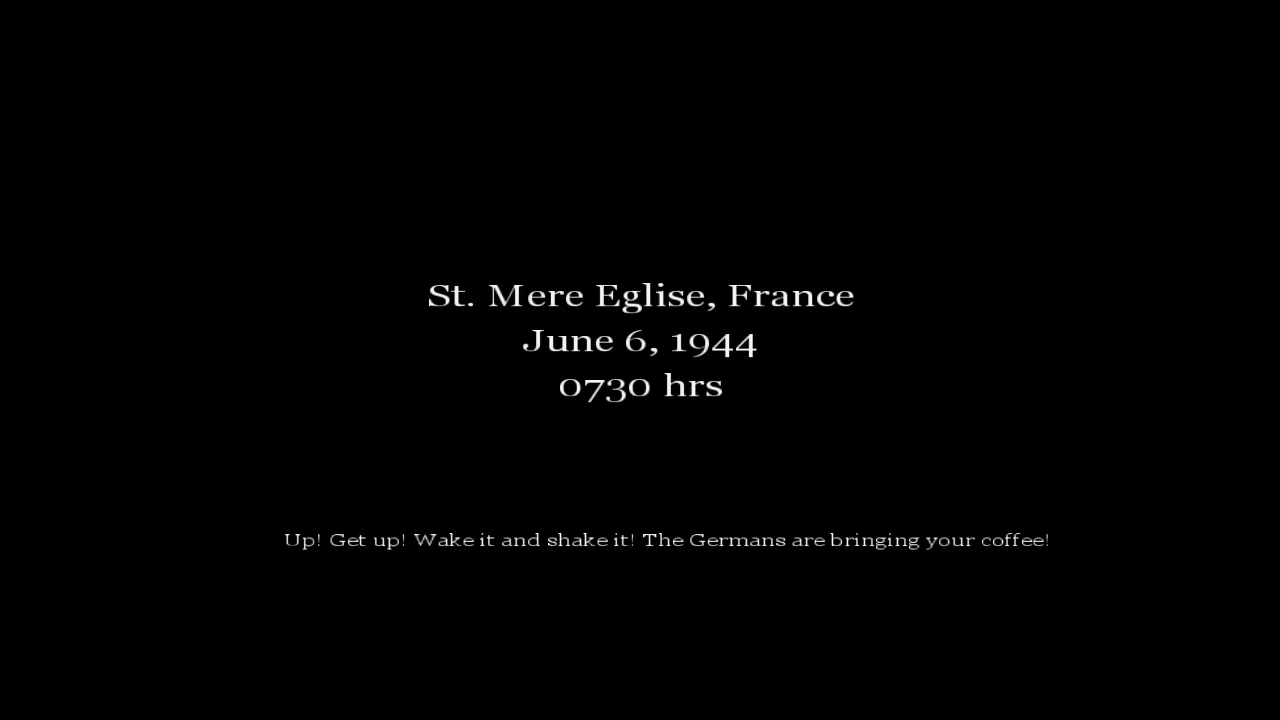 St. Mere Eglise, France
June 6, 1944
0730 hrs
Up! Get up! Wake it and shake it! The Germans are bringing your coffee!